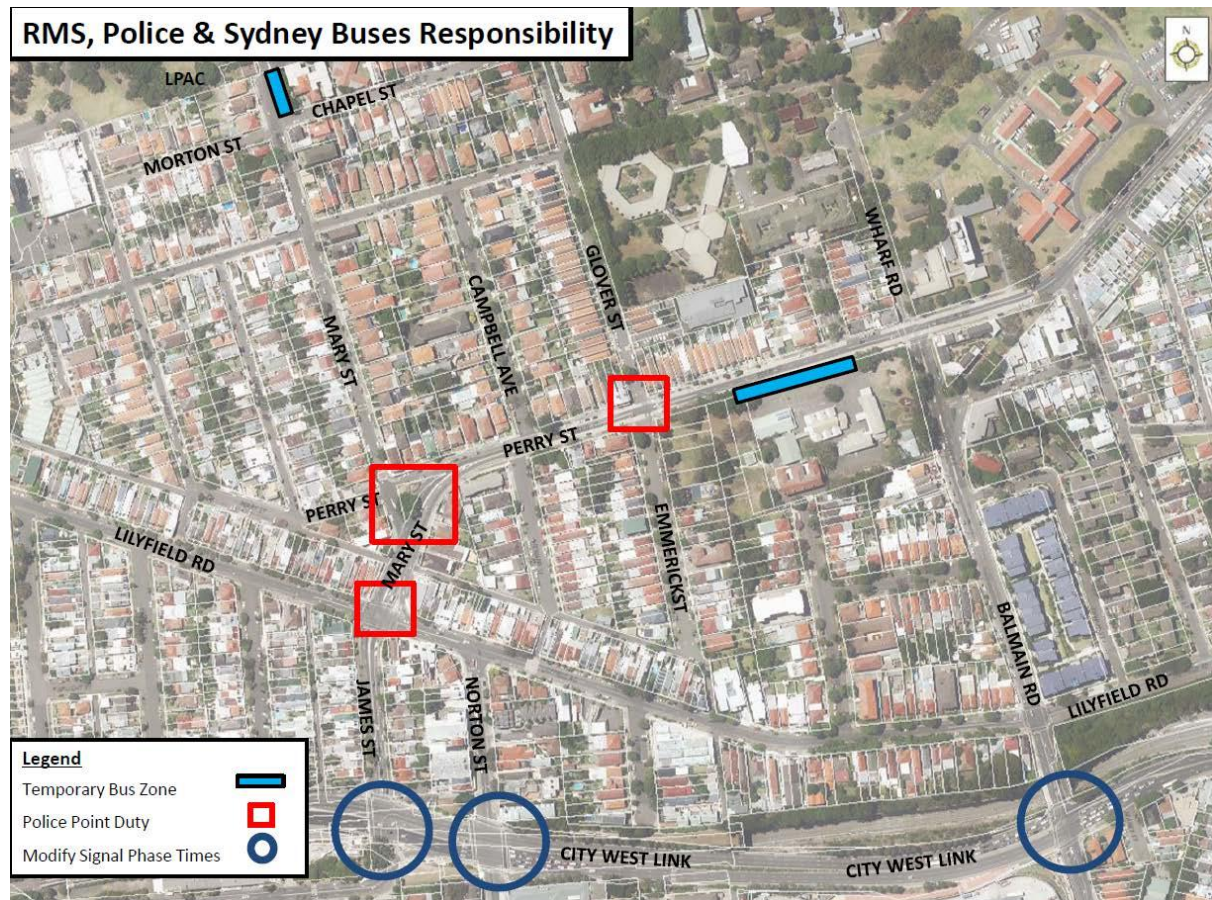 RMS, Police & Sydney Buses Responsibility
N
LPAC
CHAPEL ST
MORTON ST
WHARF RD
GLOVER ST
CAMPBELL AVE
MARY ST
PERRY ST
PERRY ST
LILYFIELD RD
MARY ST
EMMERICKST
BALMAIN RD
LILYFIELD RD
JAMES ST
NORTON ST
CITY WEST LINK
CITY WEST LINK
Legend
Temporary Bus Zone
Police Point Duty
Modify Signal Phase Times